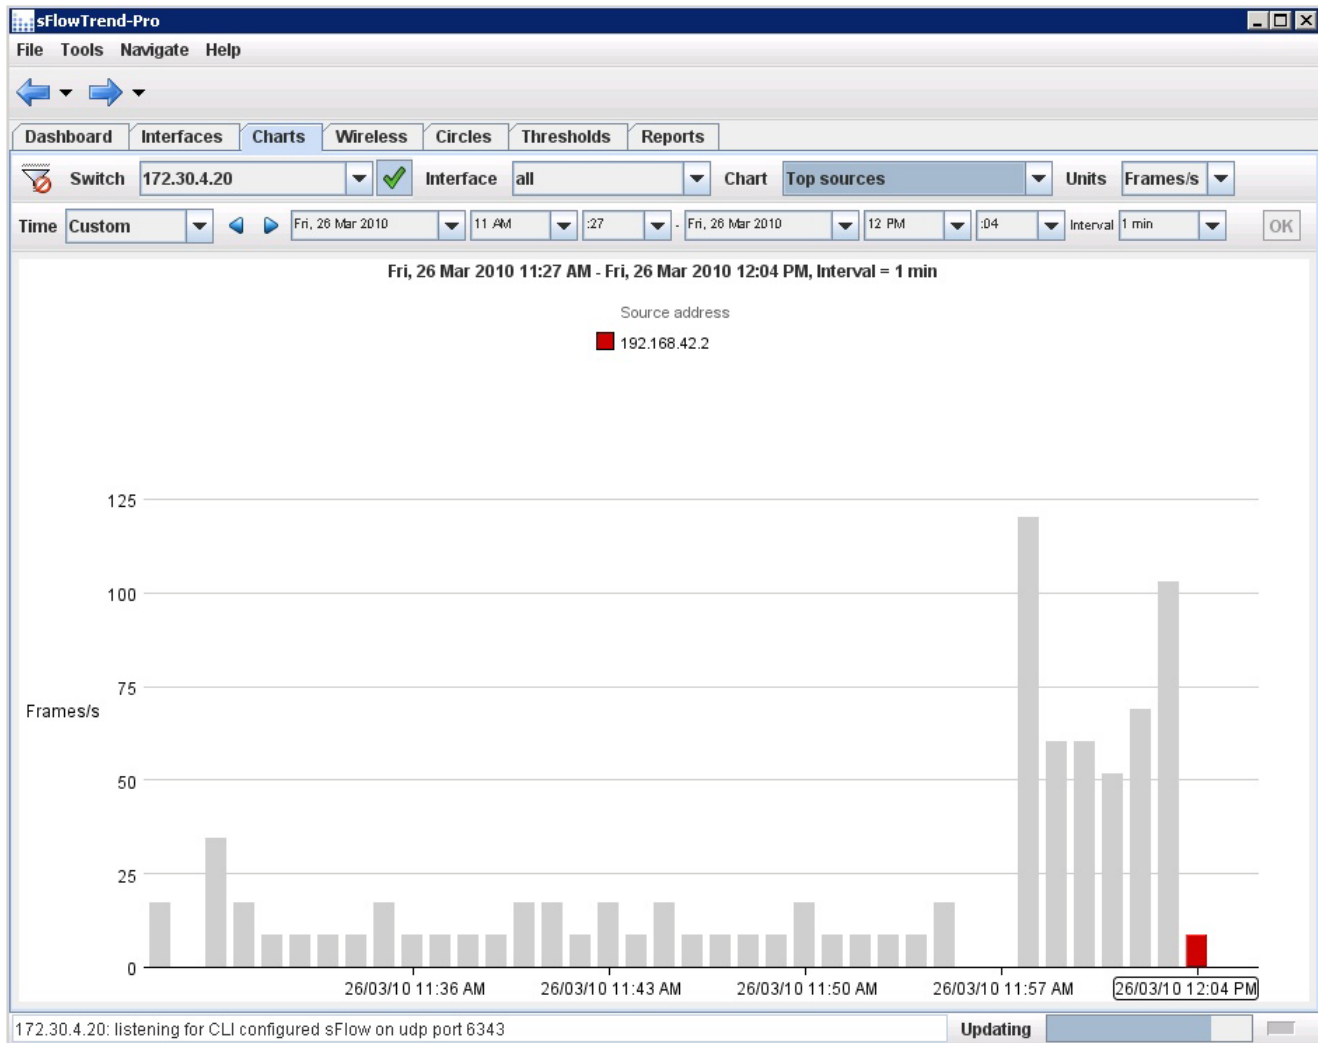 sFlowTrend-Pro
File Tools Navigate Help
Dashboard Interfaces Charts Wireless Circles Thresholds Reports
Switch 172.30.4.20 Interface all Chart Top sources Units Frames/s
Time Custom Fri, 26 Mar 2010 11 AM :27 - Fri, 26 Mar 2010 12 PM :04 Interval 1 min OK
Fri, 26 Mar 2010 11:27 AM - Fri, 26 Mar 2010 12:04 PM, Interval = 1 min
Source address
192.168.42.2
125
100
75
Frames/s
50
25
0
26/03/10 11:36 AM 26/03/10 11:43 AM 26/03/10 11:50 AM 26/03/10 11:57 AM 26/03/10 12:04 PM
172.30.4.20: listening for CLI configured sFlow on udp port 6343 Updating